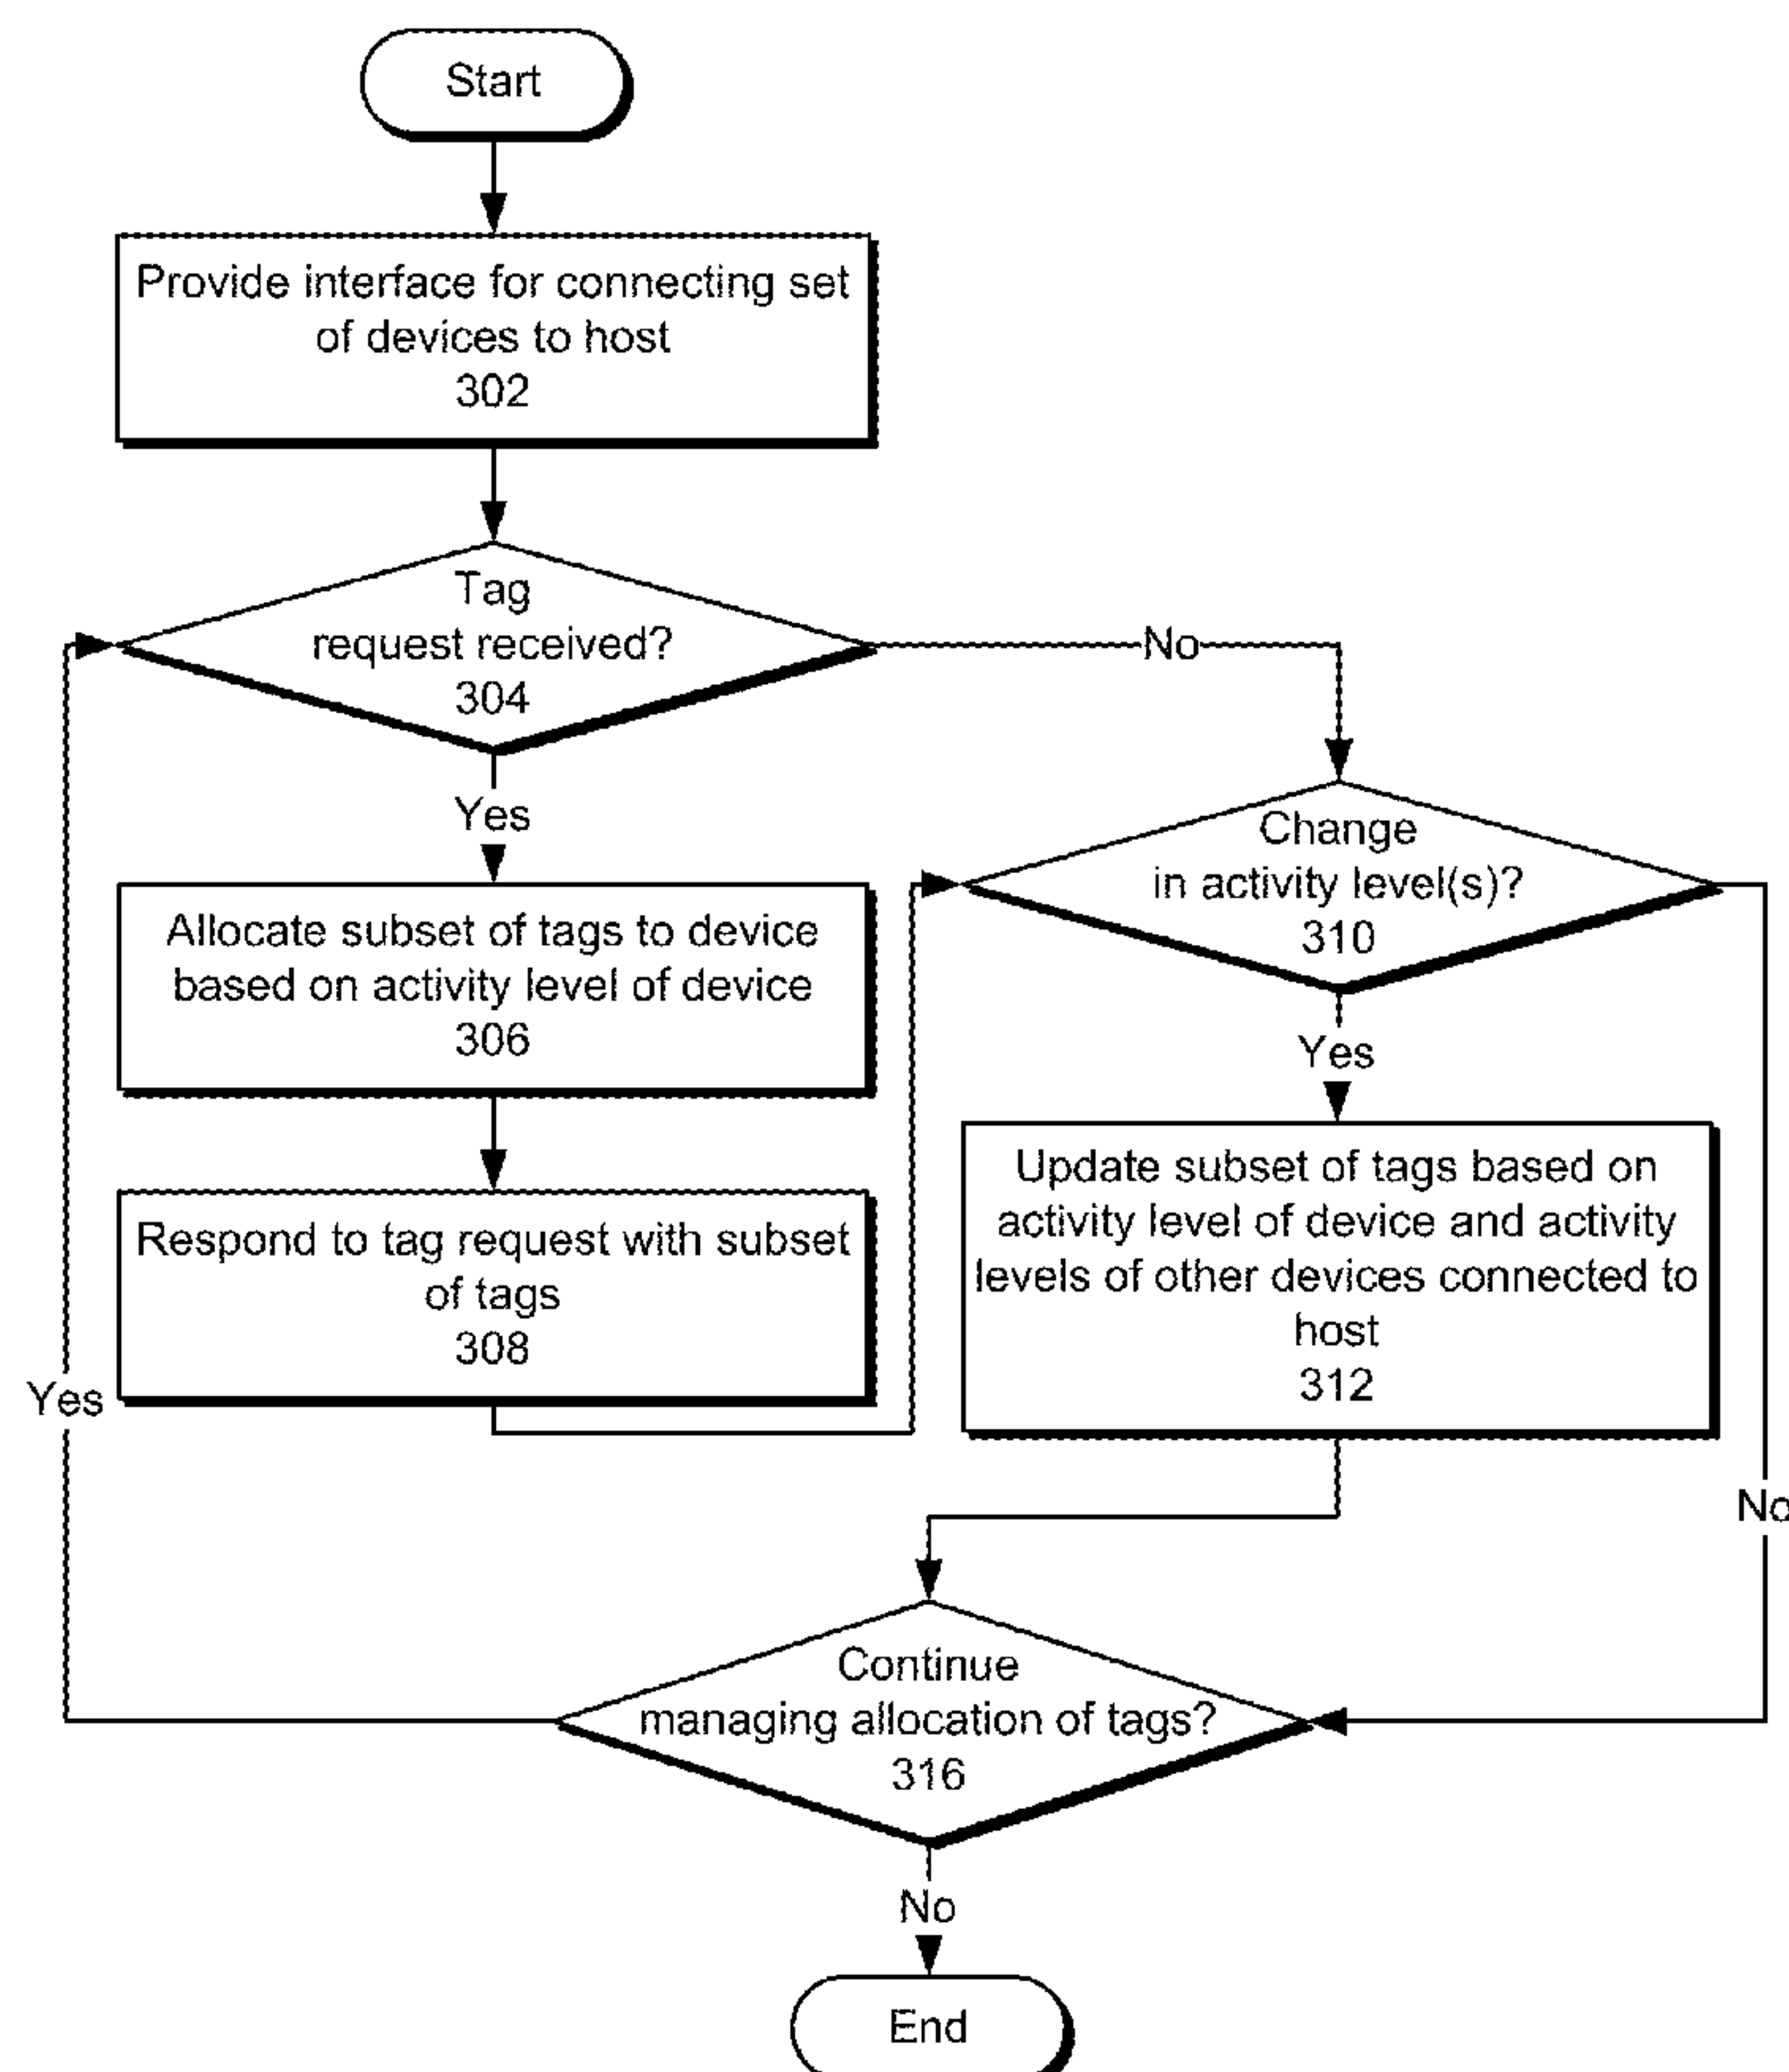 Start
Provide interface for connecting set
of devices to host
302
Tag
request received?
304
No
Yes
Change
in activity level(s)?
310
Allocate subset of tags to device
based on activity level of device
306
Yes
Update subset of tags based on
activity level of device and activity
levels of other devices connected to
host
312
Respond to tag request with subset
of tags
308
Yes
No
Continue
managing allocation of tags?
316
No
End